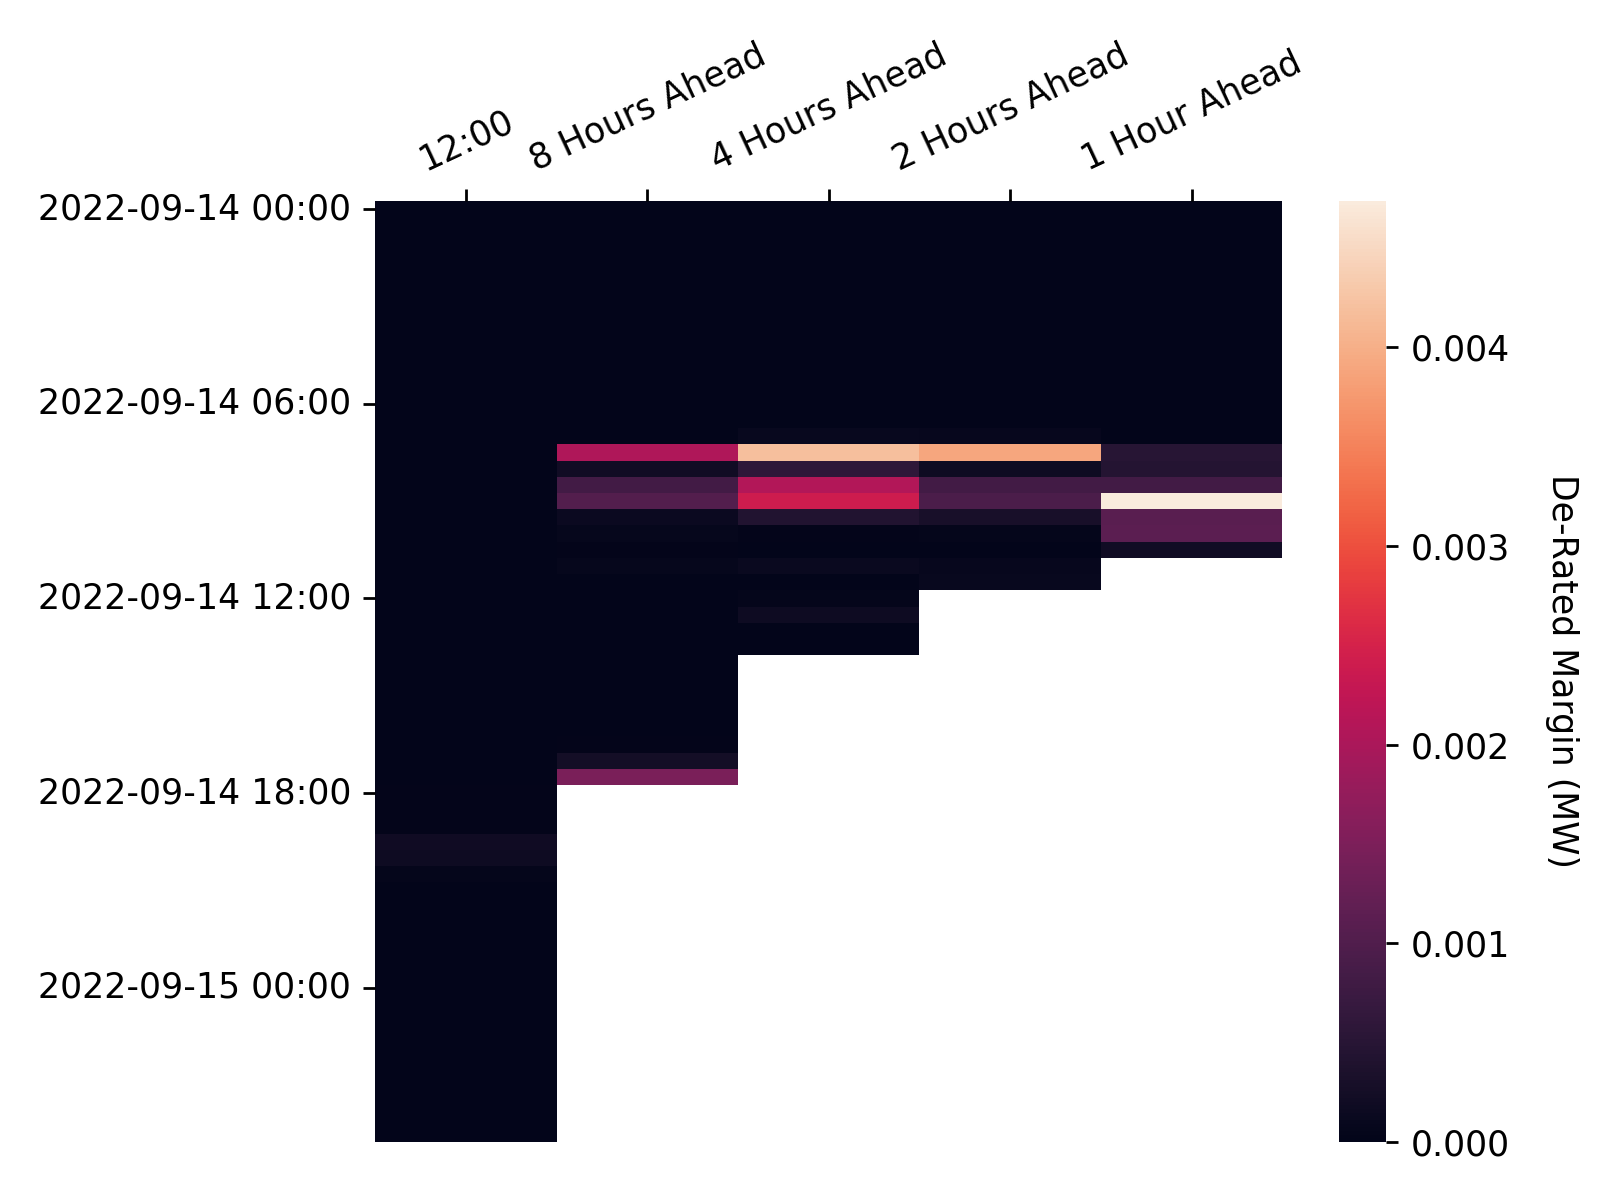 12:00
8 Hours Ahead
4 Hours Ahead
2 Hours Ahead
1 Hour Ahead
2022-09-14 00:00
2022-09-14 06:00
2022-09-14 12:00
2022-09-14 18:00
2022-09-15 00:00
0.004
0.003
0.002
0.001
0.000
De-Rated Margin (MW)